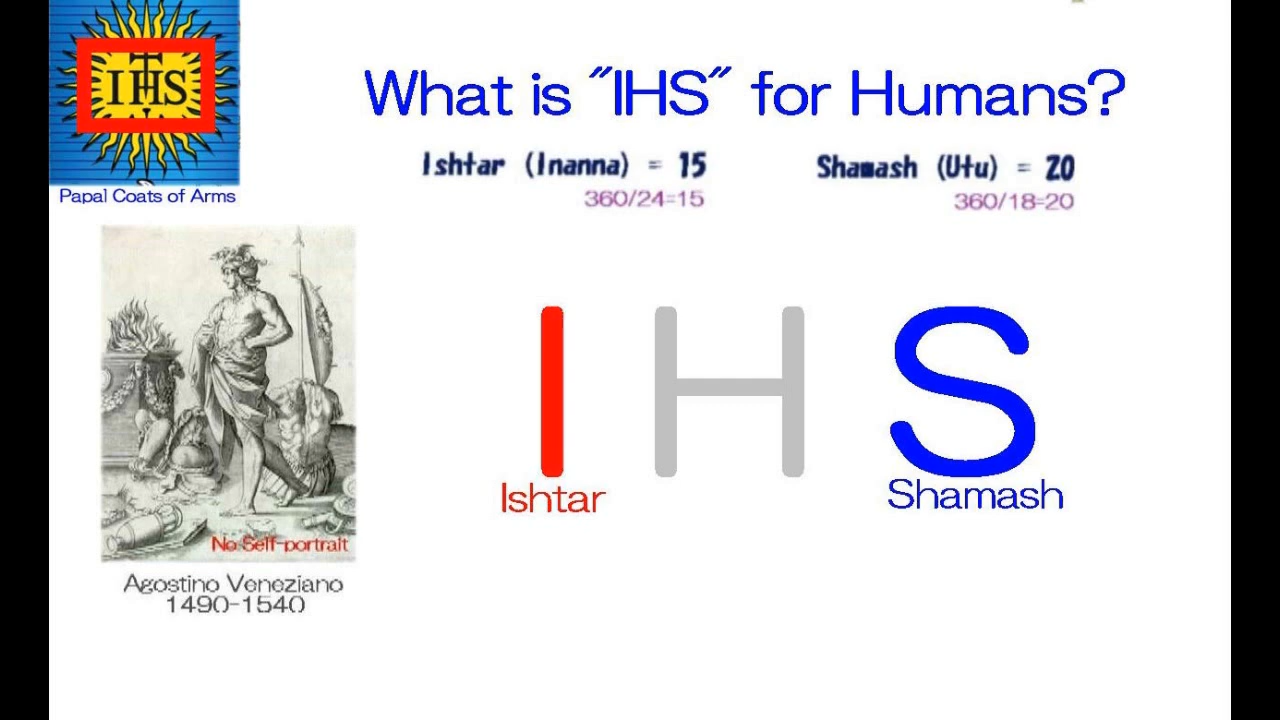 IHS
What is "IHS" for Humans?
Ishtar (Inanna) = 15
360/24=15
Shamash (Utu) = 20
360/18=20
Papal Coats of Arms
I H S
Ishtar
Shamash
No Self-portrait
Agostino Veneziano
1490-1540